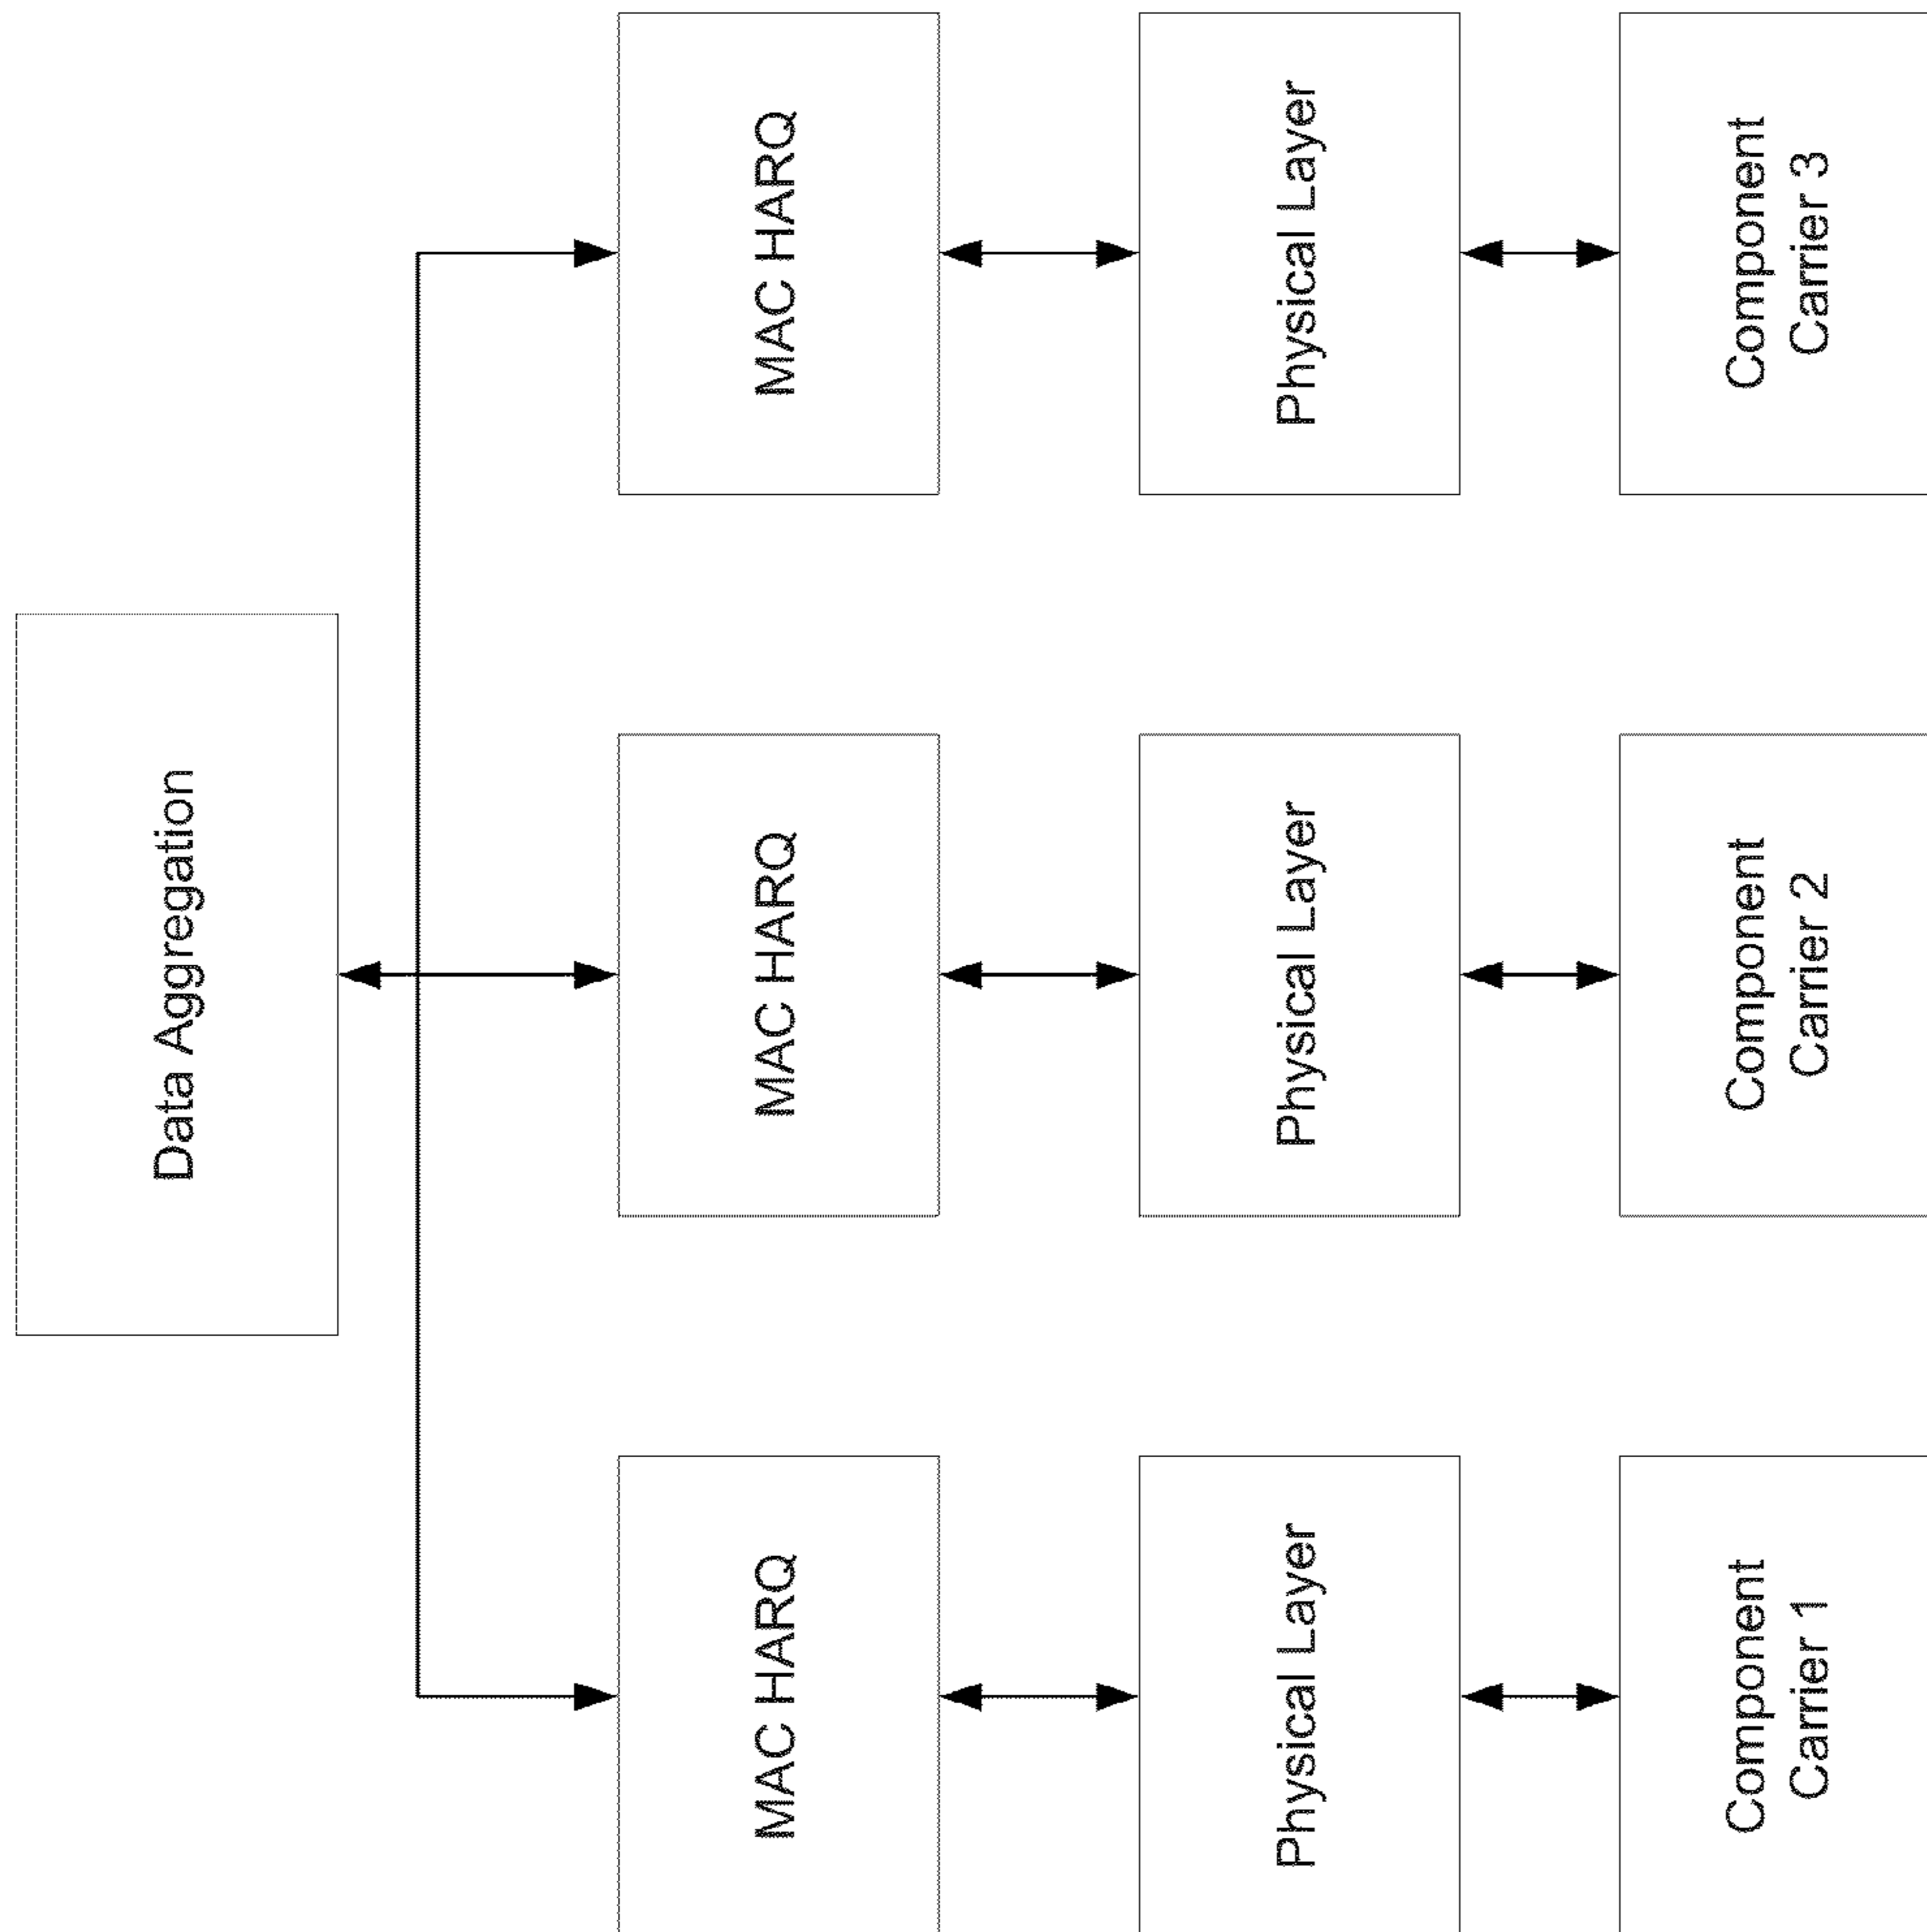 Data Aggregation
MAC HARQ
MAC HARQ
MAC HARQ
Physical Layer
Physical Layer
Physical Layer
Component
Carrier 1
Component
Carrier 2
Component
Carrier 3